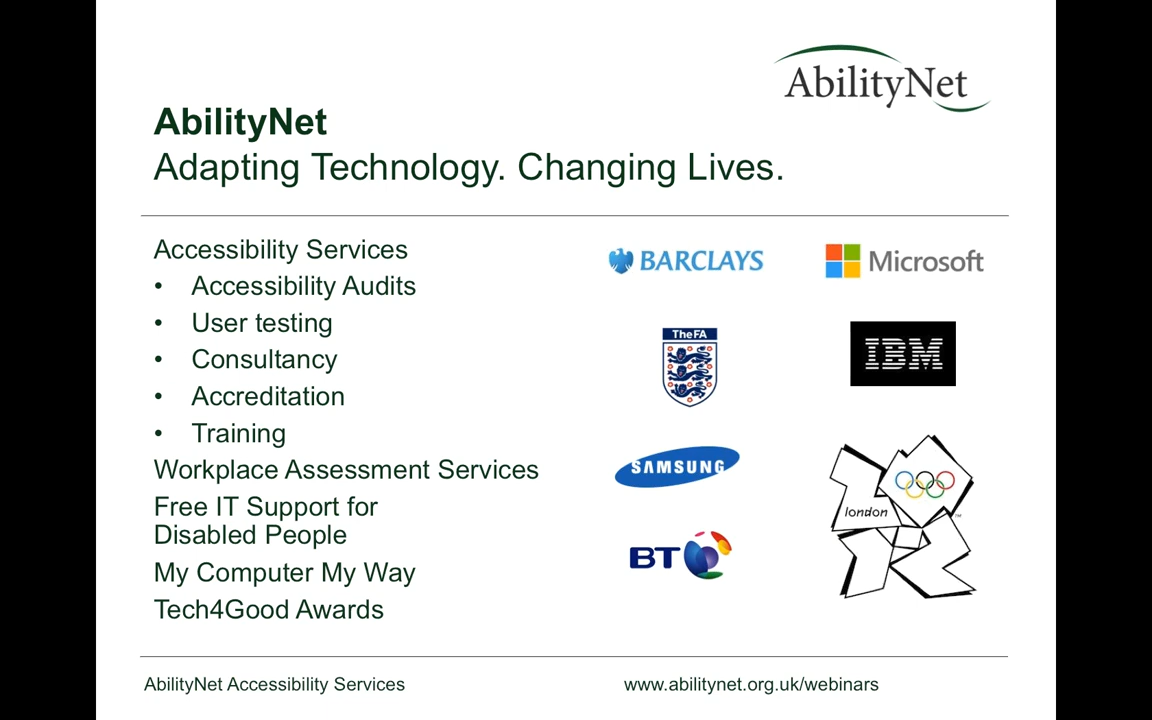 AbilityNet
AbilityNet
Adapting Technology. Changing Lives.
Accessibility Services
• Accessibility Audits
• User testing
• Consultancy
• Accreditation
• Training
Workplace Assessment Services
Free IT Support for
Disabled People
My Computer My Way
Tech4Good Awards
BARCLAYS
Microsoft
TheFA
IBM
SAMSUNG
london
TM
BT
AbilityNet Accessibility Services
www.abilitynet.org.uk/webinars